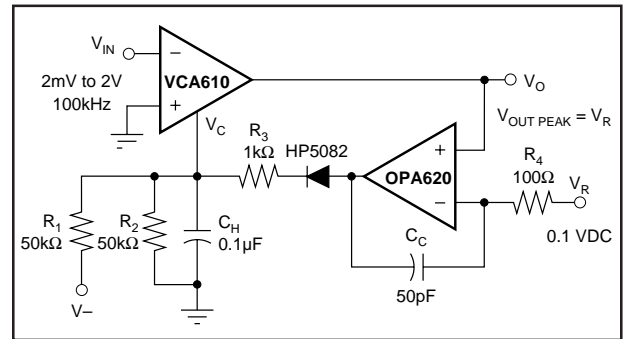 V_IN
2mV to 2V
100kHz
–
+
VCA610
V_C
V_O
V_OUT PEAK = V_R
R_3
1kΩ
HP5082
+
–
OPA620
R_4
100Ω
V_R
0.1 VDC
R_1
50kΩ
R_2
50kΩ
C_H
0.1µF
C_C
50pF
V–